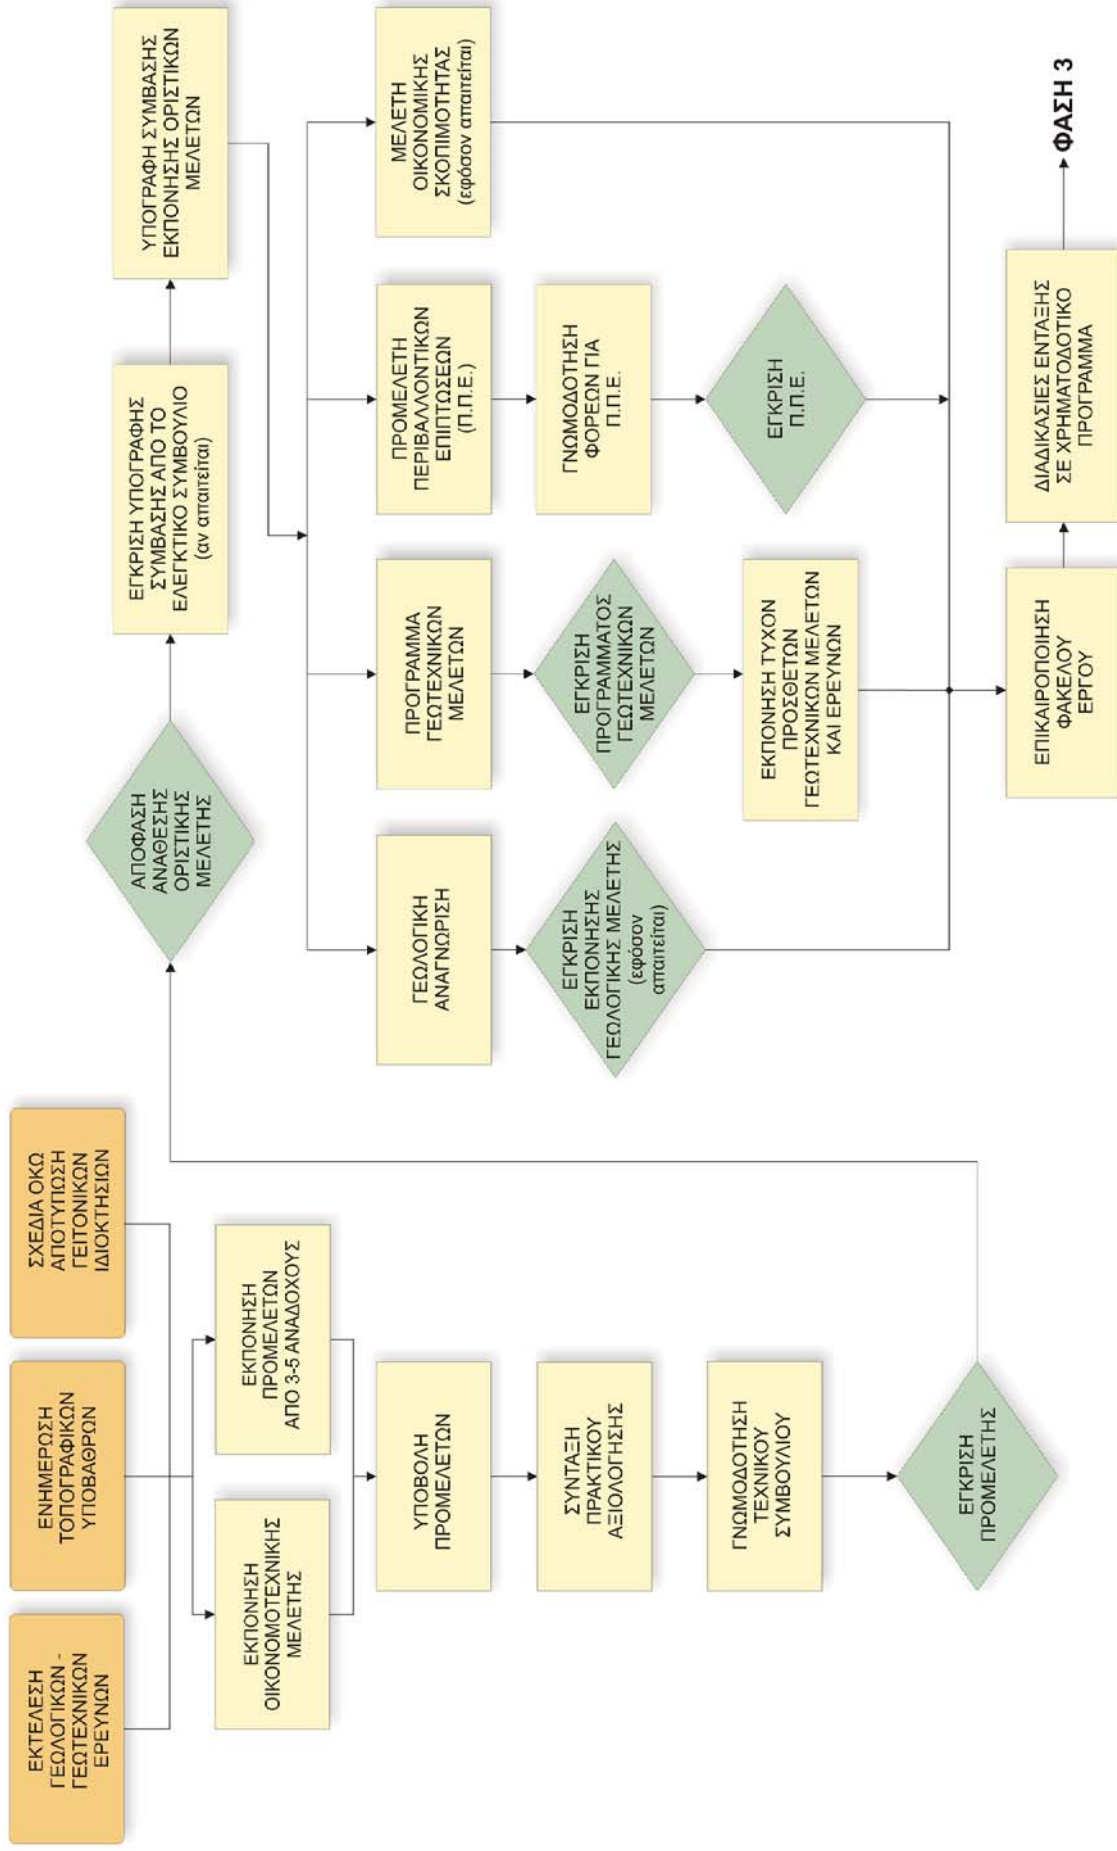 ΕΚΤΕΛΕΣΗ
ΓΕΩΛΟΓΙΚΩΝ -
ΓΕΩΤΕΧΝΙΚΩΝ
ΕΡΕΥΝΩΝ
ΕΝΗΜΕΡΩΣΗ
ΤΟΠΟΓΡΑΦΙΚΩΝ
ΥΠΟΒΑΘΡΩΝ
ΣΧΕΔΙΑ ΟΚΩ
ΑΠΟΤΥΠΩΣΗ
ΓΕΙΤΟΝΙΚΩΝ
ΙΔΙΟΚΤΗΣΙΩΝ
ΕΚΠΟΝΗΣΗ
ΟΙΚΟΝΟΜΟΤΕΧΝΙΚΗΣ
ΜΕΛΕΤΗΣ
ΕΚΠΟΝΗΣΗ
ΠΡΟΜΕΛΕΤΩΝ
ΑΠΟ 3-5 ΑΝΑΔΟΧΟΥΣ
ΥΠΟΒΟΛΗ
ΠΡΟΜΕΛΕΤΩΝ
ΣΥΝΤΑΞΗ
ΠΡΑΚΤΙΚΟΥ
ΑΞΙΟΛΟΓΗΣΗΣ
ΓΝΩΜΟΔΟΤΗΣΗ
ΤΕΧΝΙΚΟΥ
ΣΥΜΒΟΥΛΙΟΥ
ΕΓΚΡΙΣΗ
ΠΡΟΜΕΛΕΤΗΣ
ΑΠΟΦΑΣΗ
ΑΝΑΘΕΣΗΣ
ΟΡΙΣΤΙΚΗΣ
ΜΕΛΕΤΗΣ
ΕΓΚΡΙΣΗ ΥΠΟΓΡΑΦΗΣ
ΣΥΜΒΑΣΗΣ ΑΠΟ ΤΟ
ΕΛΕΓΚΤΙΚΟ ΣΥΜΒΟΥΛΙΟ
(αν απαιτείται)
ΥΠΟΓΡΑΦΗ ΣΥΜΒΑΣΗΣ
ΕΚΠΟΝΗΣΗΣ ΟΡΙΣΤΙΚΩΝ
ΜΕΛΕΤΩΝ
ΓΕΩΛΟΓΙΚΗ
ΑΝΑΓΝΩΡΙΣΗ
ΠΡΟΓΡΑΜΜΑ
ΓΕΩΤΕΧΝΙΚΩΝ
ΜΕΛΕΤΩΝ
ΠΡΟΜΕΛΕΤΗ
ΠΕΡΙΒΑΛΛΟΝΤΙΚΩΝ
ΕΠΙΠΤΩΣΕΩΝ
(Π.Π.Ε.)
ΜΕΛΕΤΗ
ΟΙΚΟΝΟΜΙΚΗΣ
ΣΚΟΠΙΜΟΤΗΤΑΣ
(εφόσον απαιτείται)
ΕΓΚΡΙΣΗ
ΕΚΠΟΝΗΣΗΣ
ΓΕΩΛΟΓΙΚΗΣ ΜΕΛΕΤΗΣ
(εφόσον
απαιτείται)
ΕΓΚΡΙΣΗ
ΠΡΟΓΡΑΜΜΑΤΟΣ
ΓΕΩΤΕΧΝΙΚΩΝ
ΜΕΛΕΤΩΝ
ΓΝΩΜΟΔΟΤΗΣΗ
ΦΟΡΕΩΝ ΓΙΑ
Π.Π.Ε.
ΕΚΠΟΝΗΣΗ ΤΥΧΟΝ
ΠΡΟΣΘΕΤΩΝ
ΓΕΩΤΕΧΝΙΚΩΝ ΜΕΛΕΤΩΝ
ΚΑΙ ΕΡΕΥΝΩΝ
ΕΓΚΡΙΣΗ
Π.Π.Ε.
ΕΠΙΚΑΙΡΟΠΟΙΗΣΗ
ΦΑΚΕΛΟΥ
ΕΡΓΟΥ
ΔΙΑΔΙΚΑΣΙΕΣ ΕΝΤΑΞΗΣ
ΣΕ ΧΡΗΜΑΤΟΔΟΤΙΚΟ
ΠΡΟΓΡΑΜΜΑ
ΦΑΣΗ 3